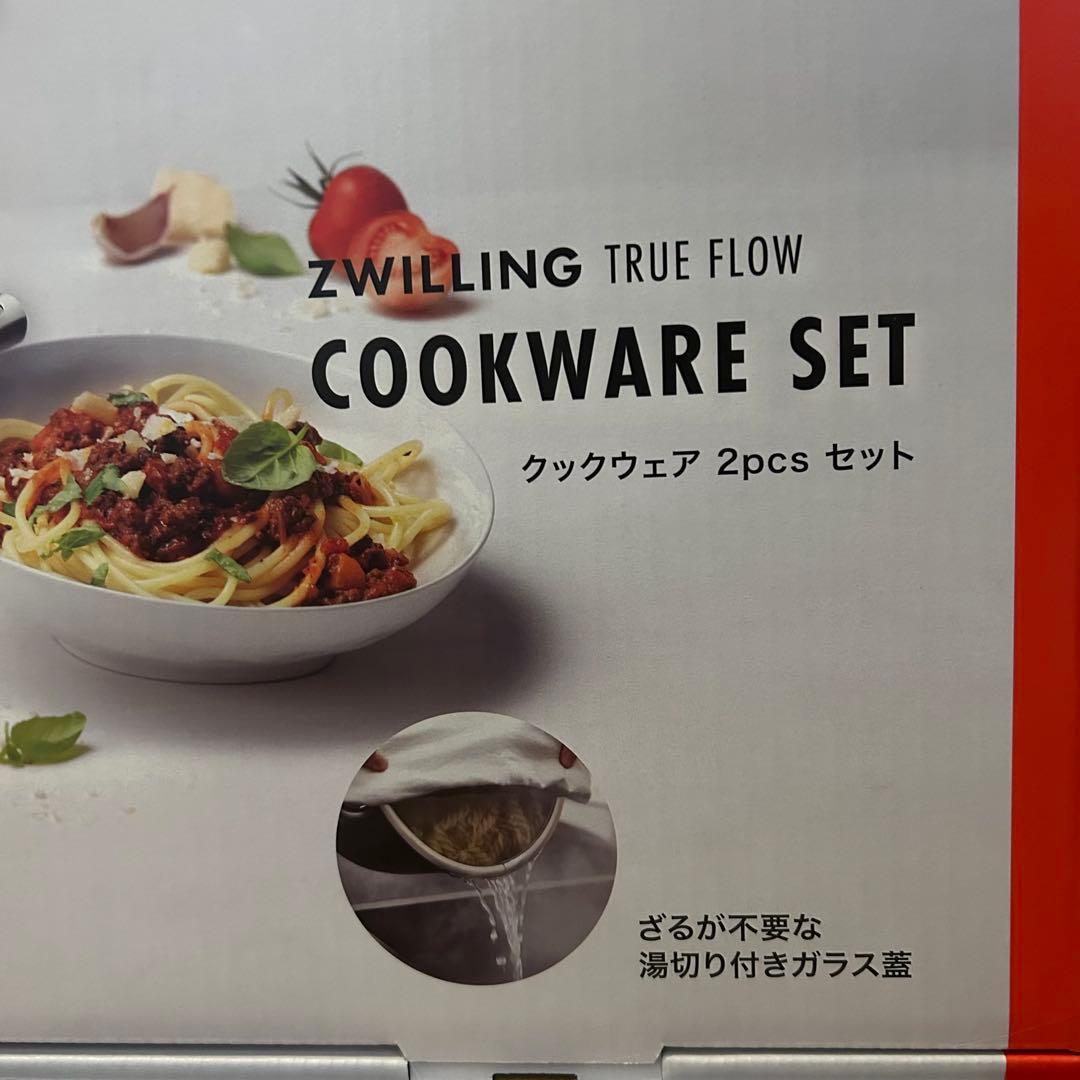 ZWILLING TRUE FLOW
COOKWARE SET
クックウェア 2pcs セット
ざるが不要な
湯切り付きガラス蓋